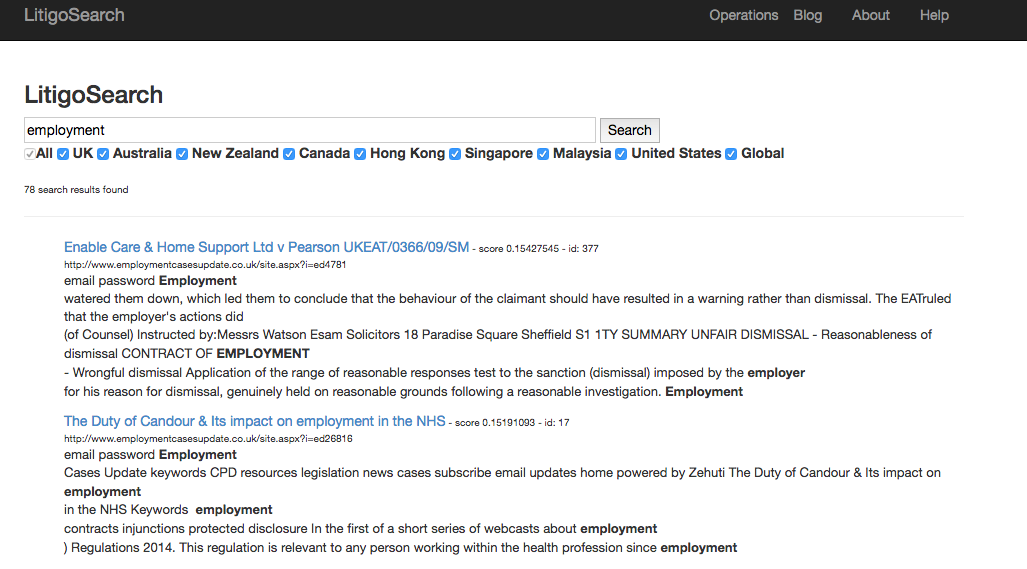 LitigoSearch Operations Blog About Help
LitigoSearch
employment Search
All UK Australia New Zealand Canada Hong Kong Singapore Malaysia United States Global
78 search results found
Enable Care & Home Support Ltd v Pearson UKEAT/0366/09/SM - score 0.15427545 - id: 377
http://www.employmentcasesupdate.co.uk/site.aspx?i=ed4781
email password Employment
watered them down, which led them to conclude that the behaviour of the claimant should have resulted in a warning rather than dismissal. The EATruled
that the employer's actions did
(of Counsel) Instructed by:Messrs Watson Esam Solicitors 18 Paradise Square Sheffield S1 1TY SUMMARY UNFAIR DISMISSAL - Reasonableness of
dismissal CONTRACT OF EMPLOYMENT
- Wrongful dismissal Application of the range of reasonable responses test to the sanction (dismissal) imposed by the employer
for his reason for dismissal, genuinely held on reasonable grounds following a reasonable investigation. Employment
The Duty of Candour & Its impact on employment in the NHS - score 0.15191093 - id: 17
http://www.employmentcasesupdate.co.uk/site.aspx?i=ed26816
email password Employment
Cases Update keywords CPD resources legislation news cases subscribe email updates home powered by Zehuti The Duty of Candour & Its impact on
employment
in the NHS Keywords employment
contracts injunctions protected disclosure In the first of a short series of webcasts about employment
) Regulations 2014. This regulation is relevant to any person working within the health profession since employment